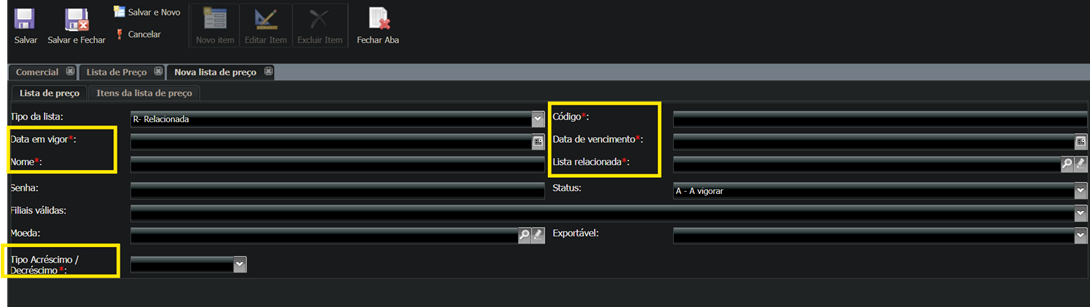 Salvar
Salvar e Fechar
Salvar e Novo
Cancelar
Novo item
Editar Item
Excluir Item
Fechar Aba
Comercial
Lista de Preço
Nova lista de preço
Lista de preço
Itens da lista de preço
Tipo da lista:
R- Relacionada
Código*:
Data em vigor*:
Data de vencimento*:
Nome*:
Lista relacionada*:
Senha:
Status:
A - A vigorar
Filiais válidas:
Moeda:
Exportável:
Tipo Acréscimo /
Decréscimo *: